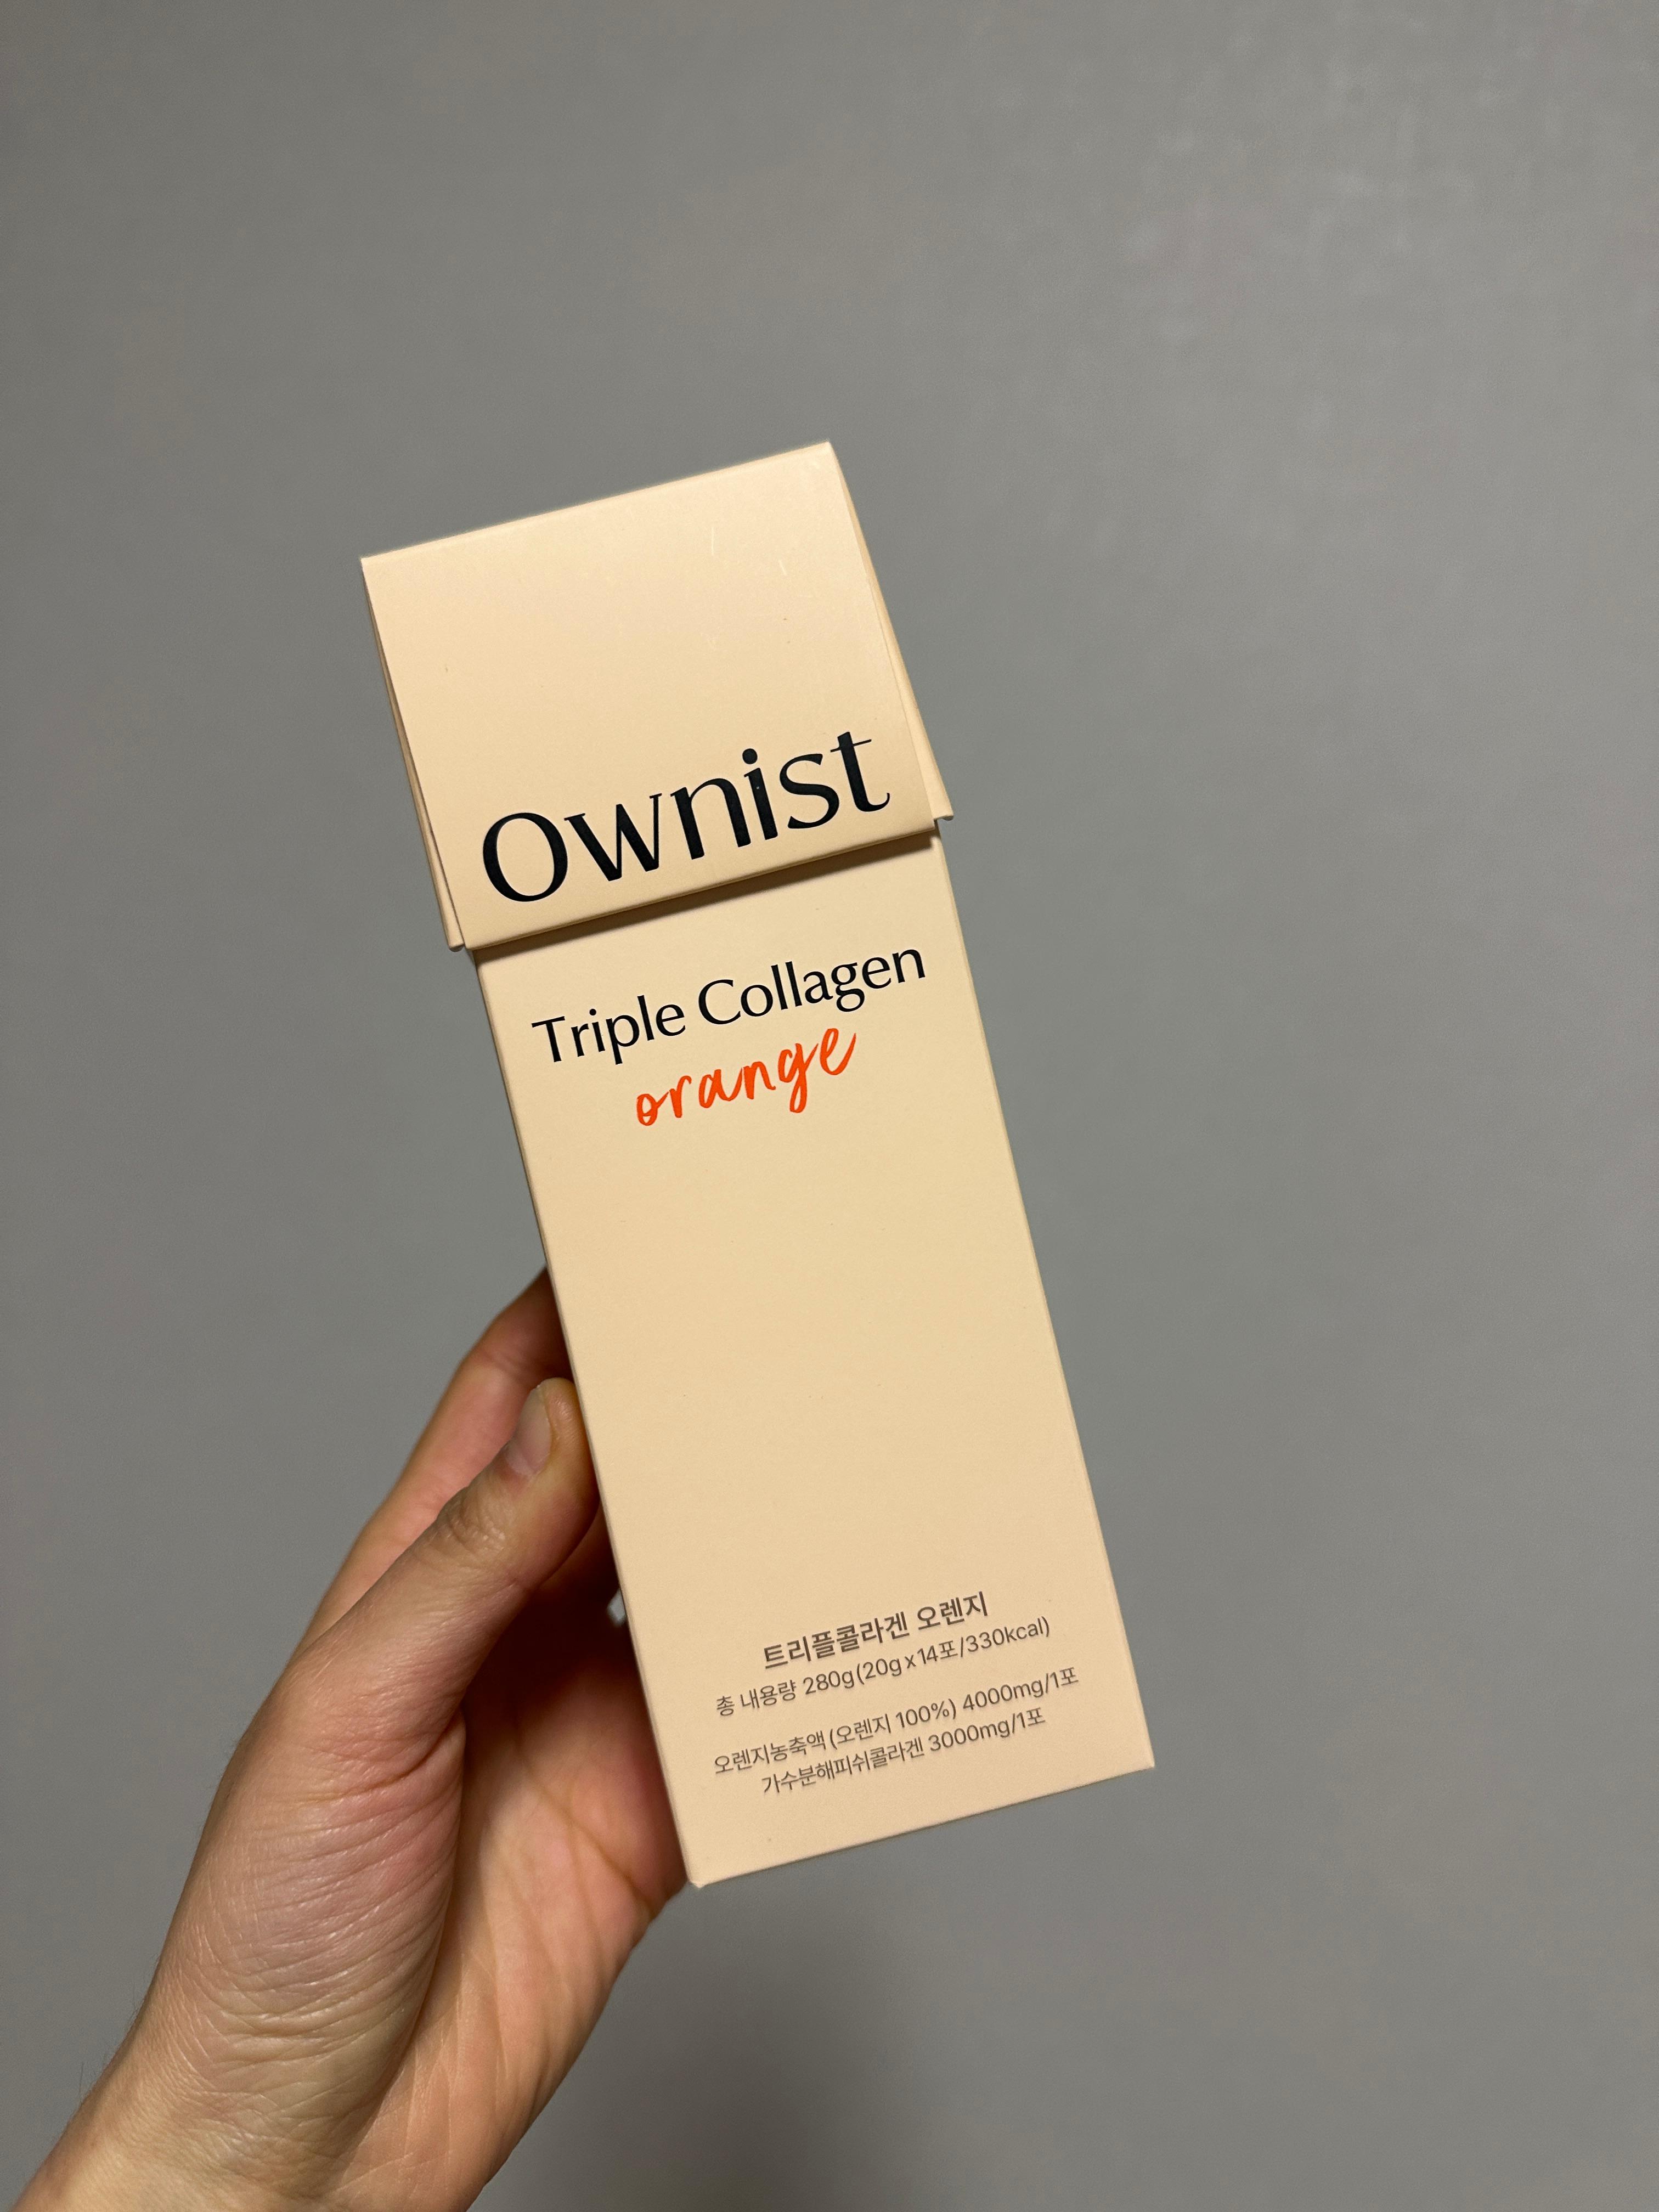 Ownist
Triple Collagen
orange
트리플콜라겐 오렌지
총 내용량 280g(20g x 14포/330kcal)
오렌지농축액 (오렌지 100%) 4000mg/1포
가수분해피쉬콜라겐 3000mg/1포